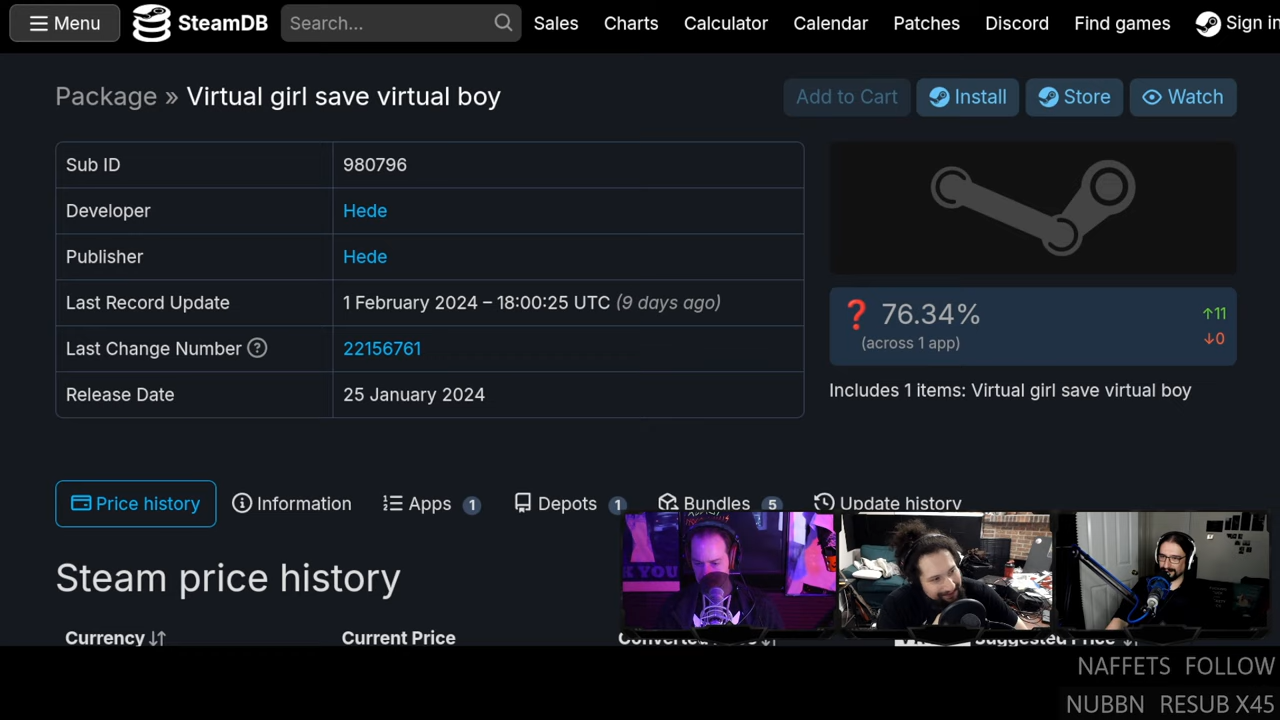 Menu SteamDB Search... Sales Charts Calculator Calendar Patches Discord Find games Sign in
Package » Virtual girl save virtual boy Add to Cart Install Store Watch
Sub ID 980796
Developer Hede
Publisher Hede
Last Record Update 1 February 2024 – 18:00:25 UTC (9 days ago)
Last Change Number ? 22156761
Release Date 25 January 2024
❓ 76.34% ↑11
(across 1 app) ↓0
Includes 1 items: Virtual girl save virtual boy
Price history Information Apps 1 Depots 1 Bundles 5 Update history
Steam price history
Currency Current Price Suggested Price
NAFFETS FOLLOW
NUBBN RESUB X45